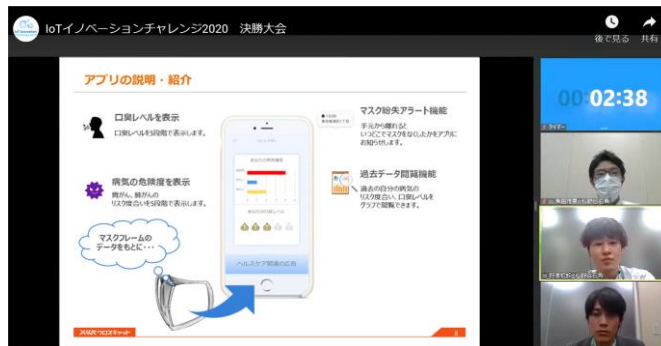 IoTイノベーションチャレンジ2020　決勝大会
後で見る
共有
アプリの説明・紹介
口臭レベルを表示
口臭レベルを5段階で表示します。
病気の危険度を表示
胃がん、肺がんの
リスク度合いを5段階で表示します。
マスクフレームの
データをもとに・・・
ヘルスケア関連の広告
マスク紛失アラート機能
手元から離れると
いつどこでマスクをなくしたかをアプリに
お知らせします。
過去データ閲覧機能
過去の自分の病気の
リスク度合い、口臭レベルを
グラフで閲覧できます。
8
00:02:38
タイマー